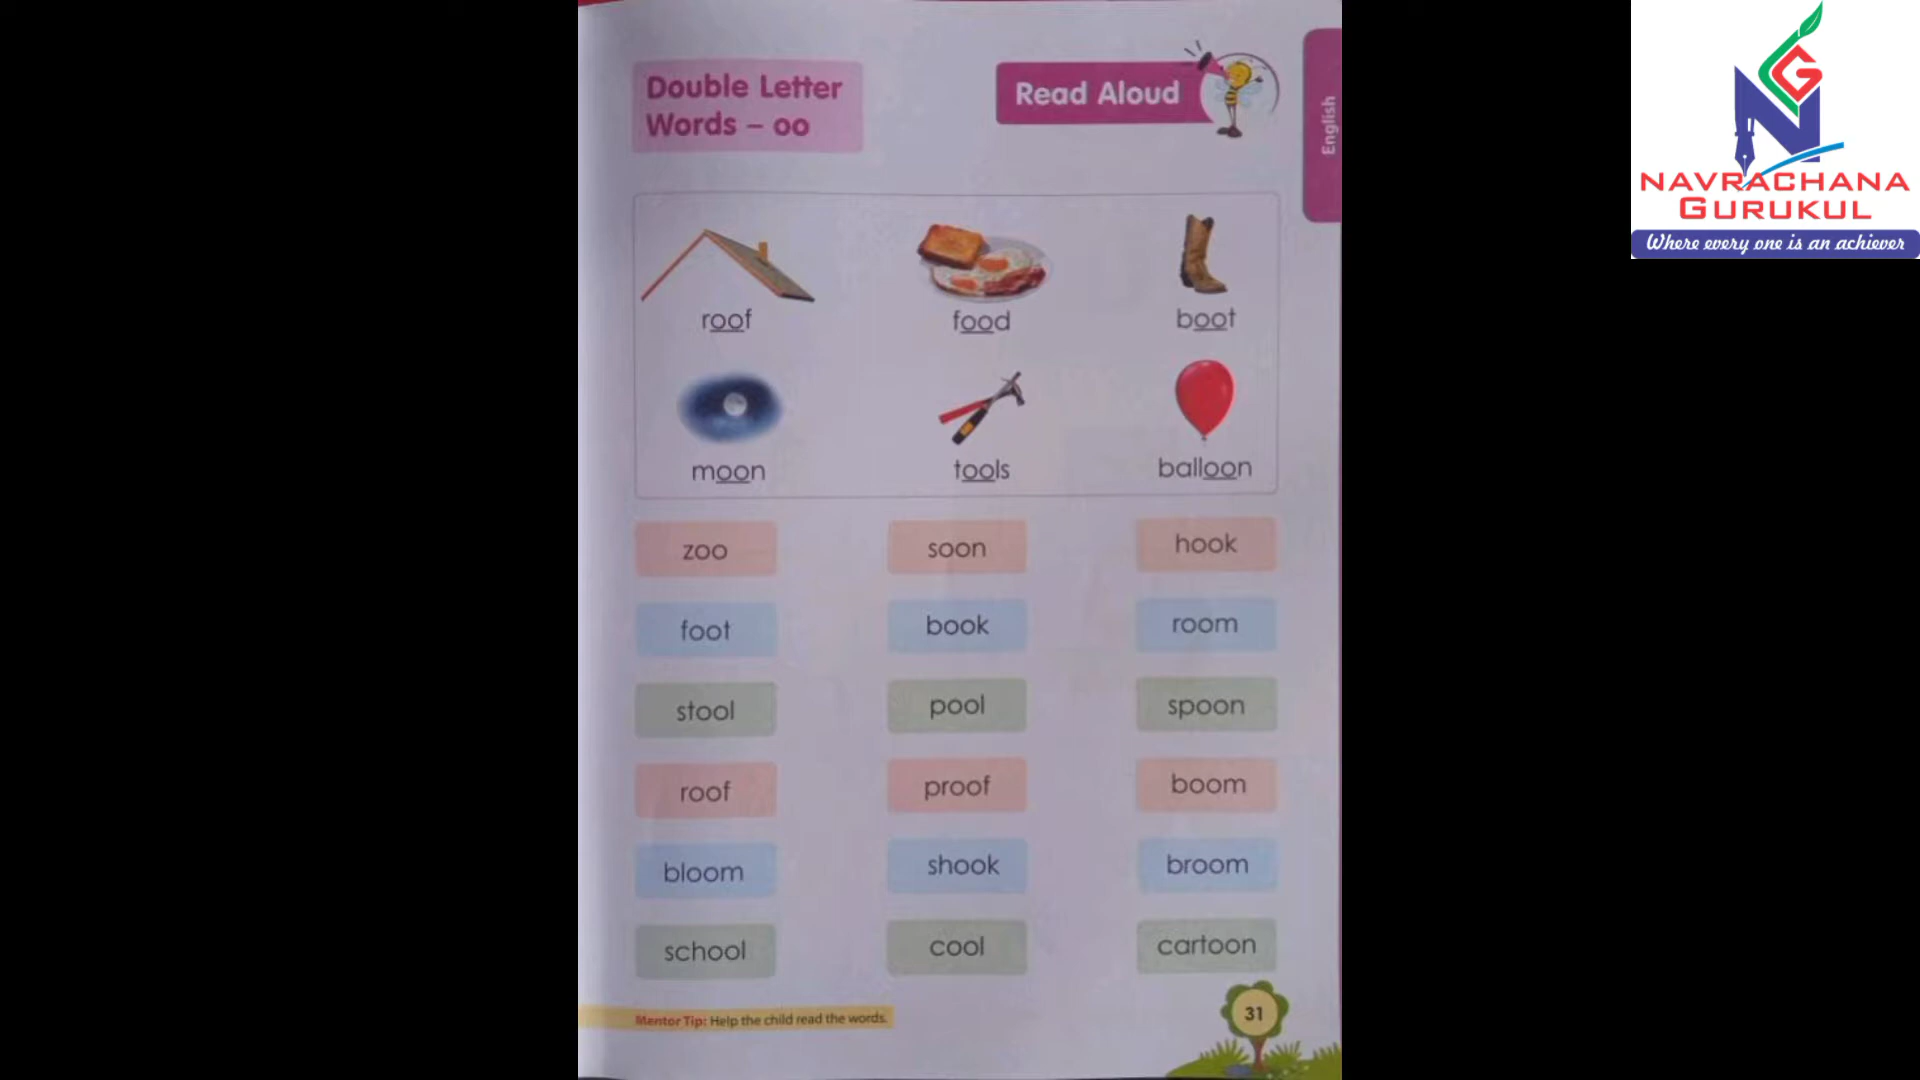 Double Letter
Words – oo
Read Aloud
English
roof food boot
moon tools balloon
zoo soon hook
foot book room
stool pool spoon
roof proof boom
bloom shook broom
school cool cartoon
Mentor Tip: Help the child read the words.
31
NG
NAVRACHANA
GURUKUL
Where every one is an achiever